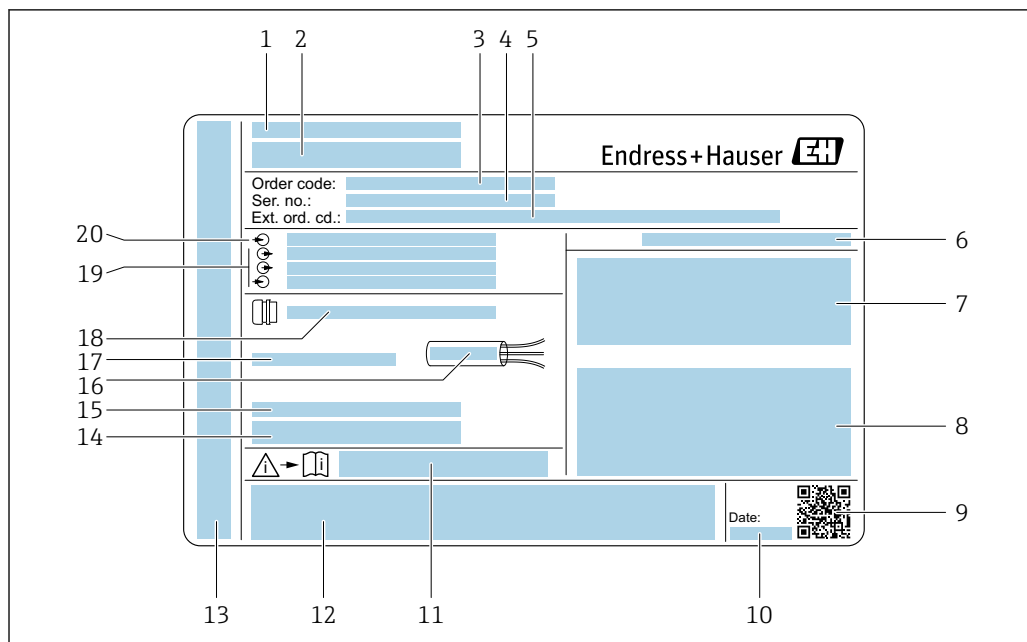 1 2 3 4 5
Endress+Hauser EH
Order code:
Ser. no.:
Ext. ord. cd.:
20
19
6
7
18
17
16
15
14
8
i i
9
Date:
13 12 11 10